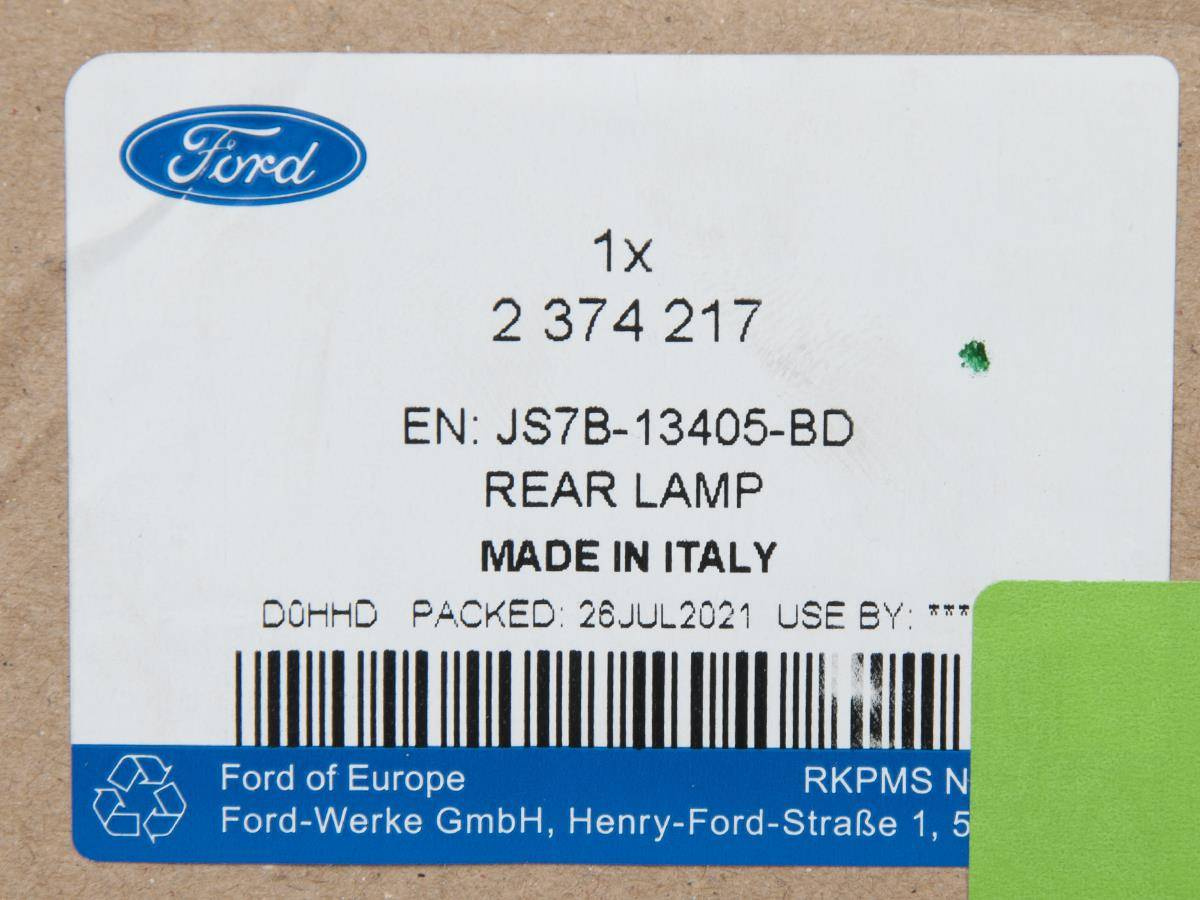 Ford
1x
2 374 217
EN: JS7B-13405-BD
REAR LAMP
MADE IN ITALY
D0HHD PACKED: 26JUL2021 USE BY: ***
Ford of Europe
RKPMS N
Ford-Werke GmbH, Henry-Ford-Straße 1, 5